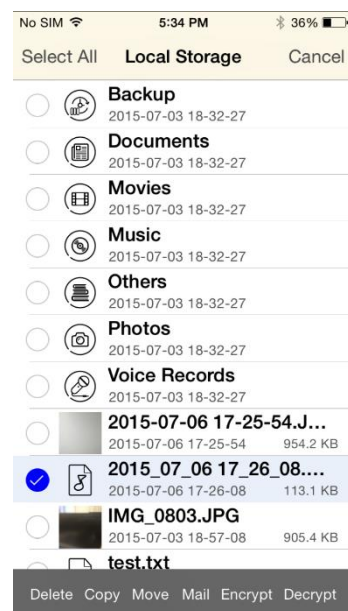 No SIM 5:34 PM 36%
Select All Local Storage Cancel
Backup
2015-07-03 18-32-27
Documents
2015-07-03 18-32-27
Movies
2015-07-03 18-32-27
Music
2015-07-03 18-32-27
Others
2015-07-03 18-32-27
Photos
2015-07-03 18-32-27
Voice Records
2015-07-03 18-32-27
2015-07-06 17-25-54.J...
2015-07-06 17-25-54 954.2 KB
2015_07_06 17_26_08....
2015-07-06 17-26-08 113.1 KB
IMG_0803.JPG
2015-07-03 18-57-08 905.4 KB
test.txt
Delete Copy Move Mail Encrypt Decrypt